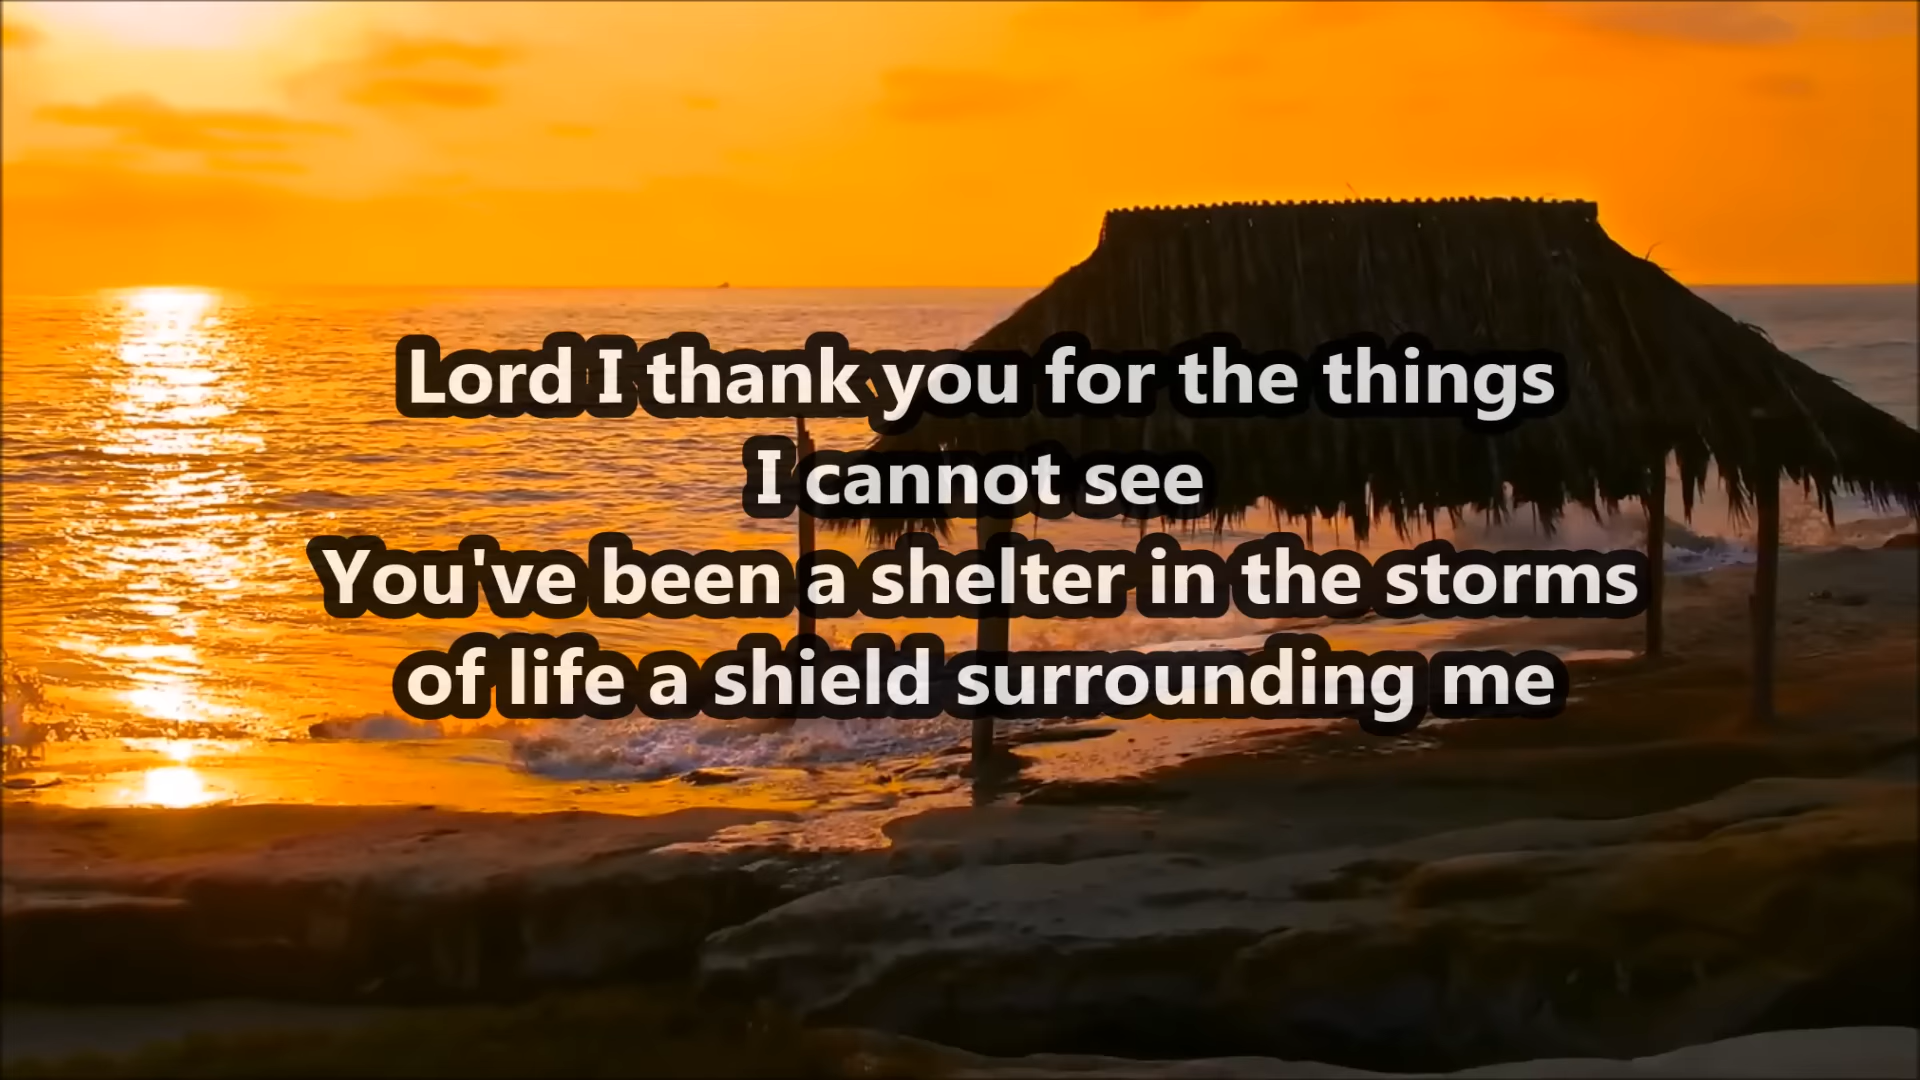 Lord I thank you for the things
I cannot see
You've been a shelter in the storms
of life a shield surrounding me